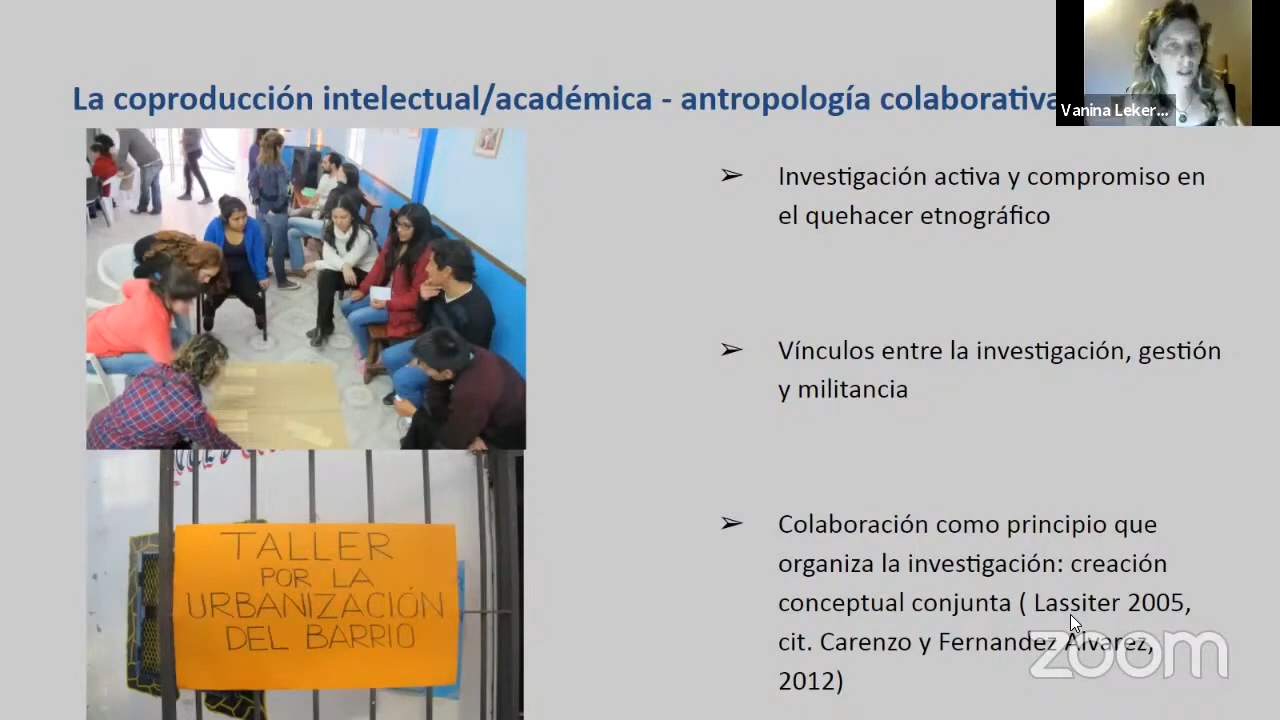 La coproducción intelectual/académica - antropología colaborativa
Vanina Leker...
➢ Investigación activa y compromiso en
el quehacer etnográfico
➢ Vínculos entre la investigación, gestión
y militancia
➢ Colaboración como principio que
organiza la investigación: creación
conceptual conjunta ( Lassiter 2005,
cit. Carenzo y Fernandez Álvarez,
2012)
TALLER
POR LA
URBANIZACIÓN
DEL BARRIO
zoom